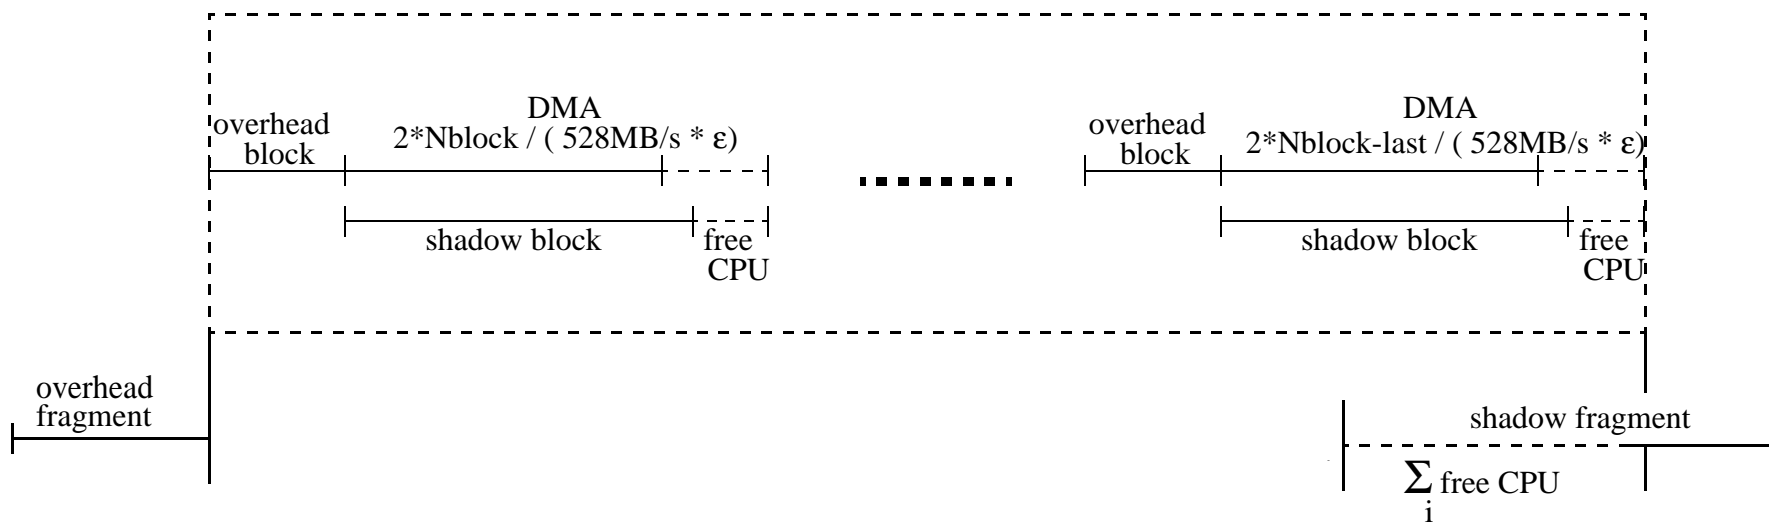 DMA
overhead
block
2*Nblock / ( 528MB/s * ε)
shadow block
free
CPU
DMA
overhead
block
2*Nblock-last / ( 528MB/s * ε)
shadow block
free
CPU
overhead
fragment
shadow fragment
Σ free CPU
i